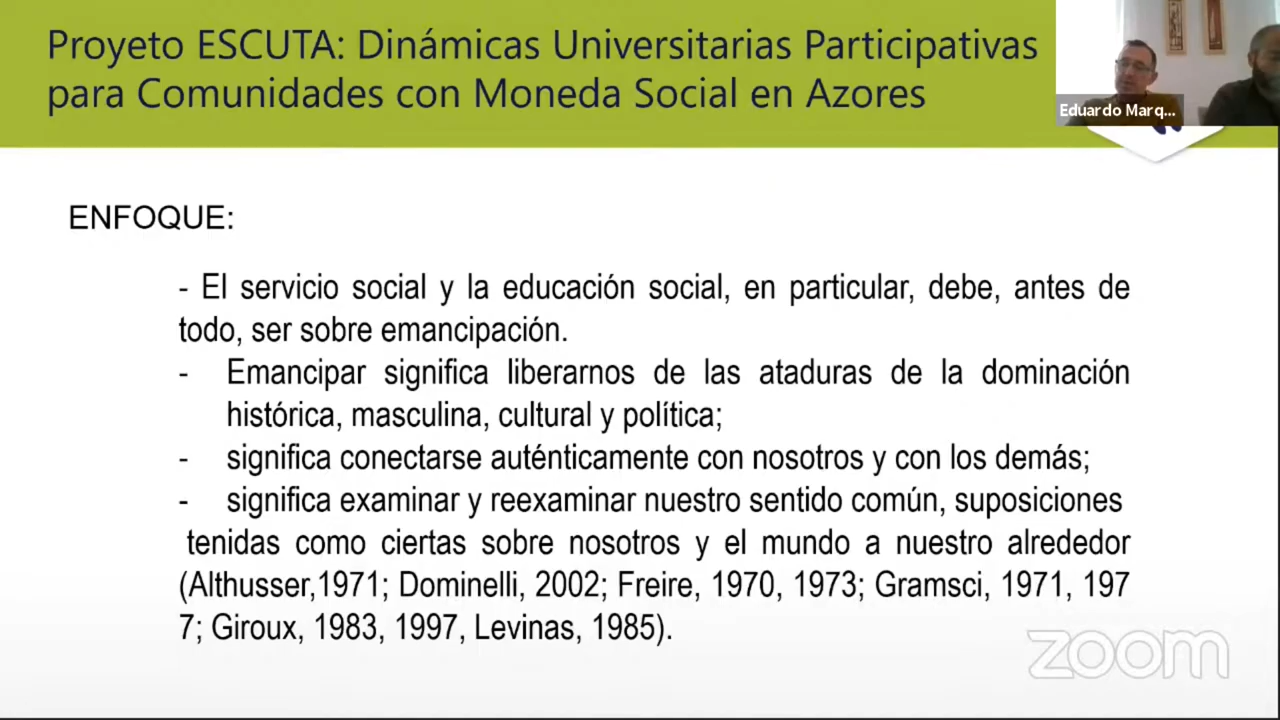 Proyeto ESCUTA: Dinámicas Universitarias Participativas
para Comunidades con Moneda Social en Azores
Eduardo Marq...
ENFOQUE:
- El servicio social y la educación social, en particular, debe, antes de
todo, ser sobre emancipación.
- Emancipar significa liberarnos de las ataduras de la dominación
histórica, masculina, cultural y política;
- significa conectarse auténticamente con nosotros y con los demás;
- significa examinar y reexaminar nuestro sentido común, suposiciones
tenidas como ciertas sobre nosotros y el mundo a nuestro alrededor
(Althusser,1971; Dominelli, 2002; Freire, 1970, 1973; Gramsci, 1971, 197
7; Giroux, 1983, 1997, Levinas, 1985).
zoom